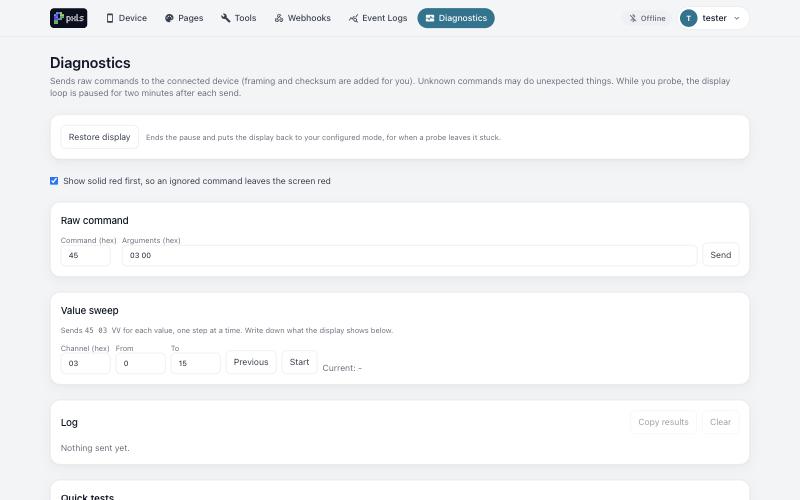 pxls
Device
Pages
Tools
Webhooks
Event Logs
Diagnostics
Offline
T
tester
Diagnostics
Sends raw commands to the connected device (framing and checksum are added for you). Unknown commands may do unexpected things. While you probe, the display
loop is paused for two minutes after each send.
Restore display
Ends the pause and puts the display back to your configured mode, for when a probe leaves it stuck.
Show solid red first, so an ignored command leaves the screen red
Raw command
Command (hex)
Arguments (hex)
45
03 00
Send
Value sweep
Sends 45 03 VV for each value, one step at a time. Write down what the display shows below.
Channel (hex)
From
To
03
0
15
Previous
Start
Current: -
Log
Copy results
Clear
Nothing sent yet.
Quick tests